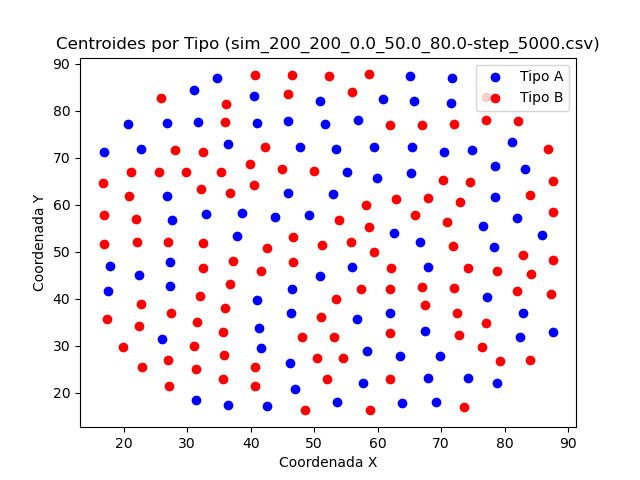 Centroides por Tipo (sim_200_200_0.0_50.0_80.0-step_5000.csv)
Tipo A
Tipo B
90
80
70
60
50
40
30
20
Coordenada Y
20 30 40 50 60 70 80 90
Coordenada X